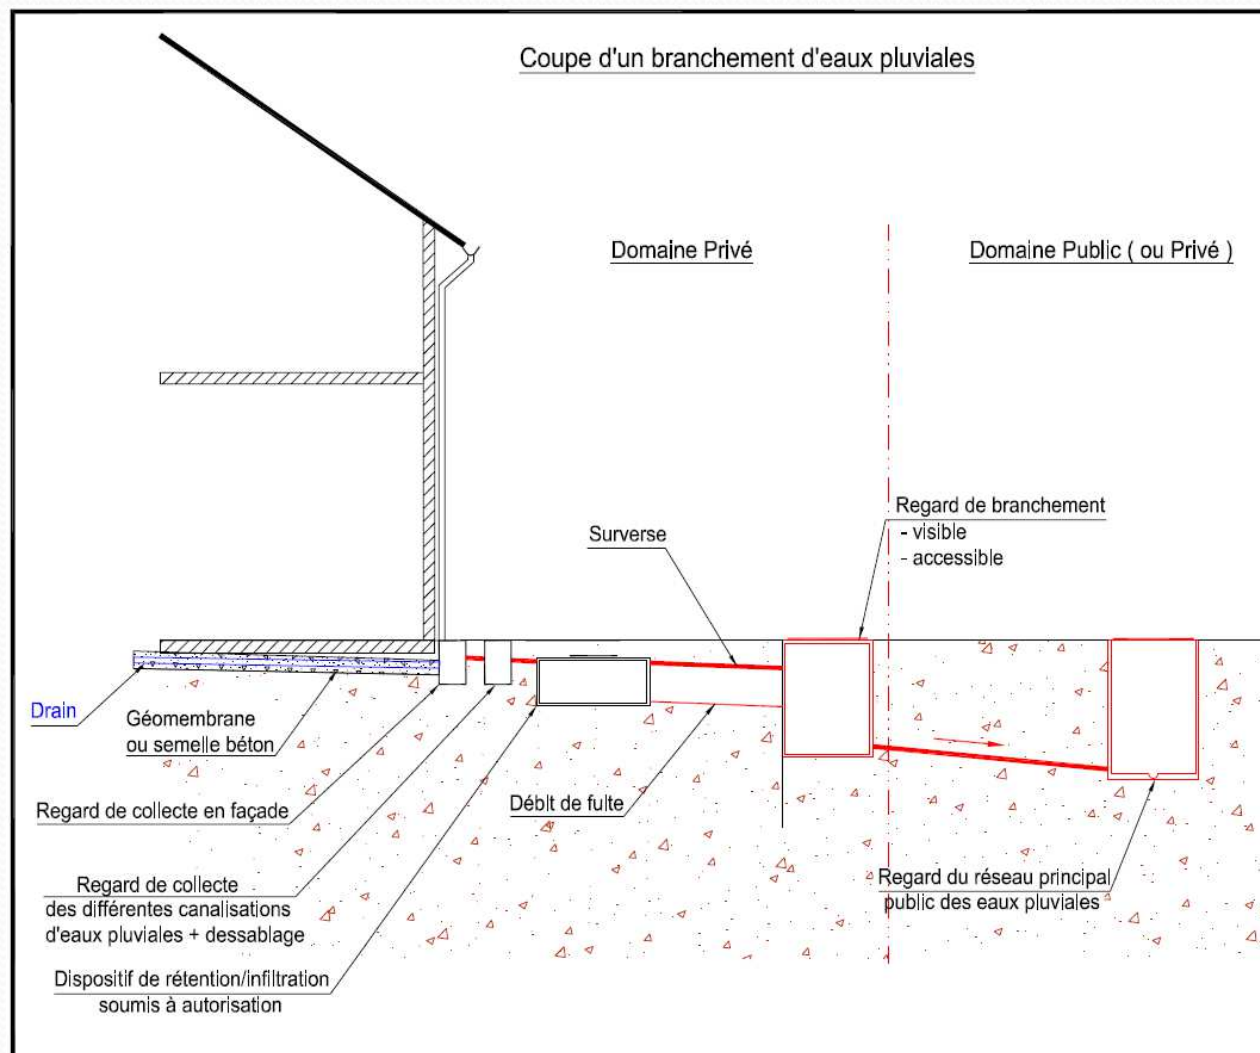 Coupe d'un branchement d'eaux pluviales
Domaine Privé
Domaine Public ( ou Privé )
Regard de branchement
- visible
- accessible
Surverse
Drain
Géomembrane
ou semelle béton
Regard de collecte en façade
Débit de fuite
Regard de collecte
des différentes canalisations
d'eaux pluviales + dessablage
Regard du réseau principal
public des eaux pluviales
Dispositif de rétention/infiltration
soumis à autorisation